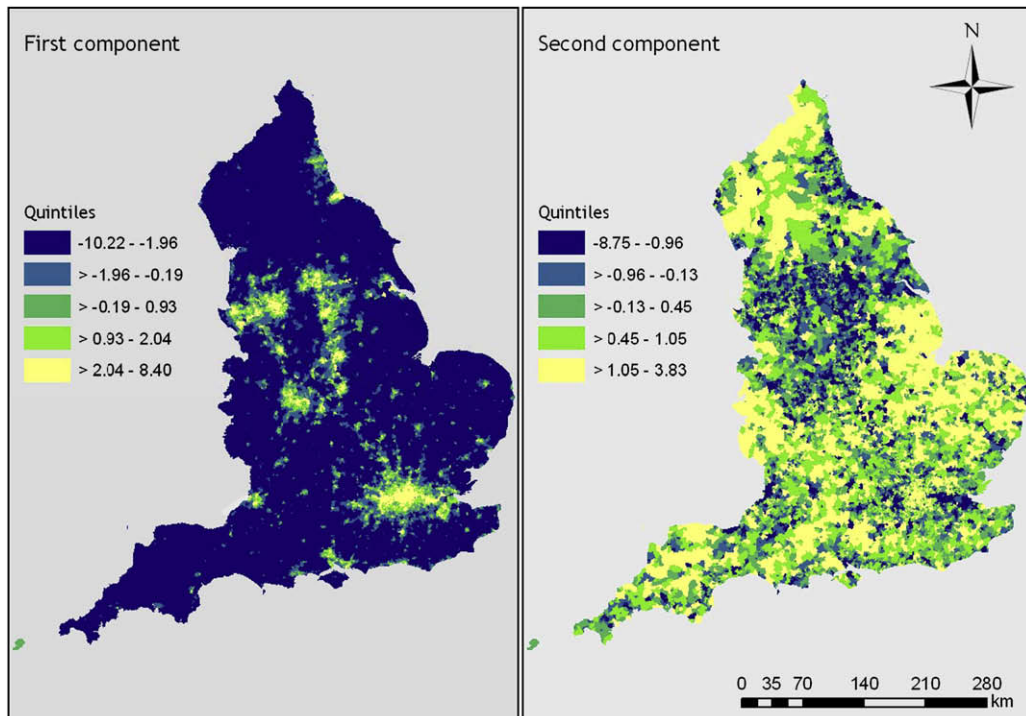 First component
Quintiles
-10.22 - -1.96
> -1.96 - -0.19
> -0.19 - 0.93
> 0.93 - 2.04
> 2.04 - 8.40
Second component
N
Quintiles
-8.75 - -0.96
> -0.96 - -0.13
> -0.13 - 0.45
> 0.45 - 1.05
> 1.05 - 3.83
0 35 70 140 210 280
km